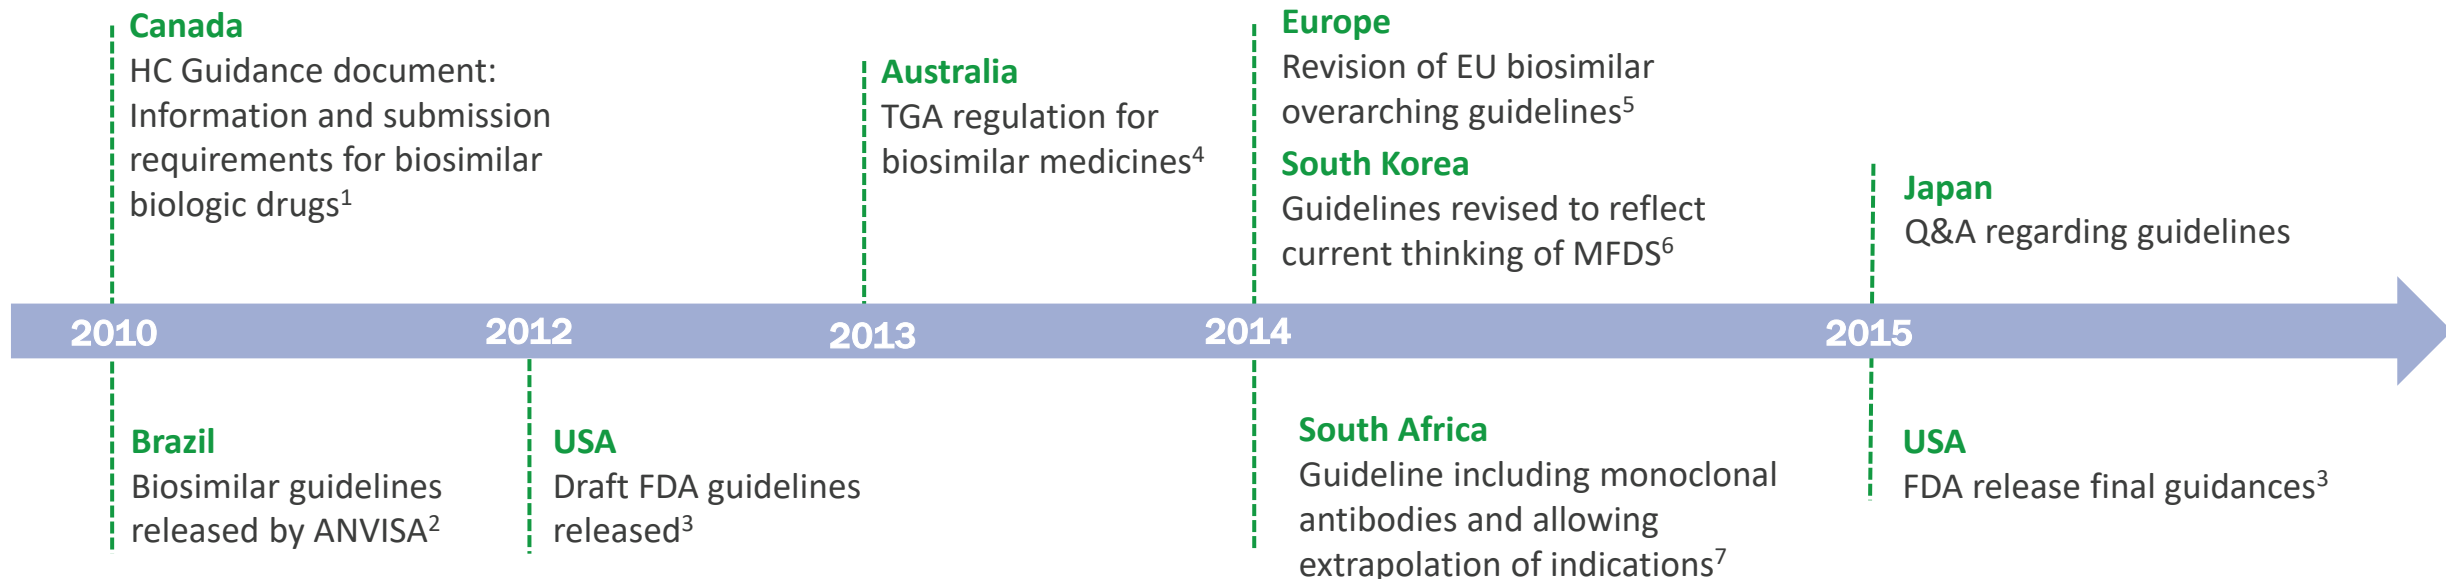 Canada
HC Guidance document:
Information and submission
requirements for biosimilar
biologic drugs1
Australia
TGA regulation for
biosimilar medicines4
Europe
Revision of EU biosimilar
overarching guidelines5
South Korea
Guidelines revised to reflect
current thinking of MFDS6
Japan
Q&A regarding guidelines
2010
2012
2013
2014
2015
Brazil
Biosimilar guidelines
released by ANVISA2
USA
Draft FDA guidelines
released3
South Africa
Guideline including monoclonal
antibodies and allowing
extrapolation of indications7
USA
FDA release final guidances3